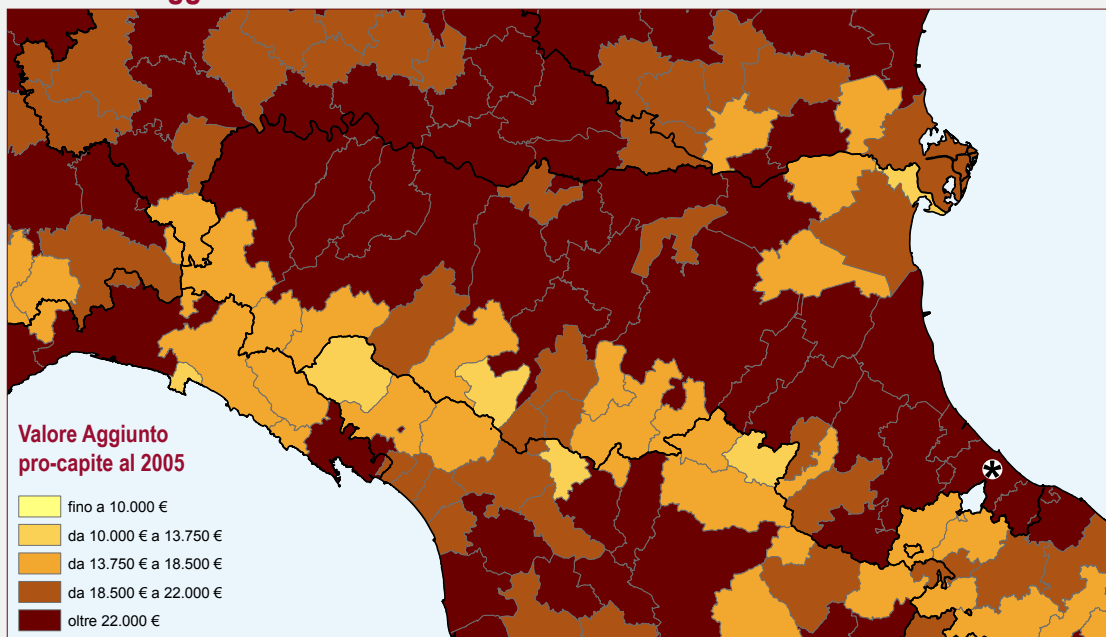 Valore Aggiunto
pro-capite al 2005
fino a 10.000 €
da 10.000 € a 13.750 €
da 13.750 € a 18.500 €
da 18.500 € a 22.000 €
oltre 22.000 €